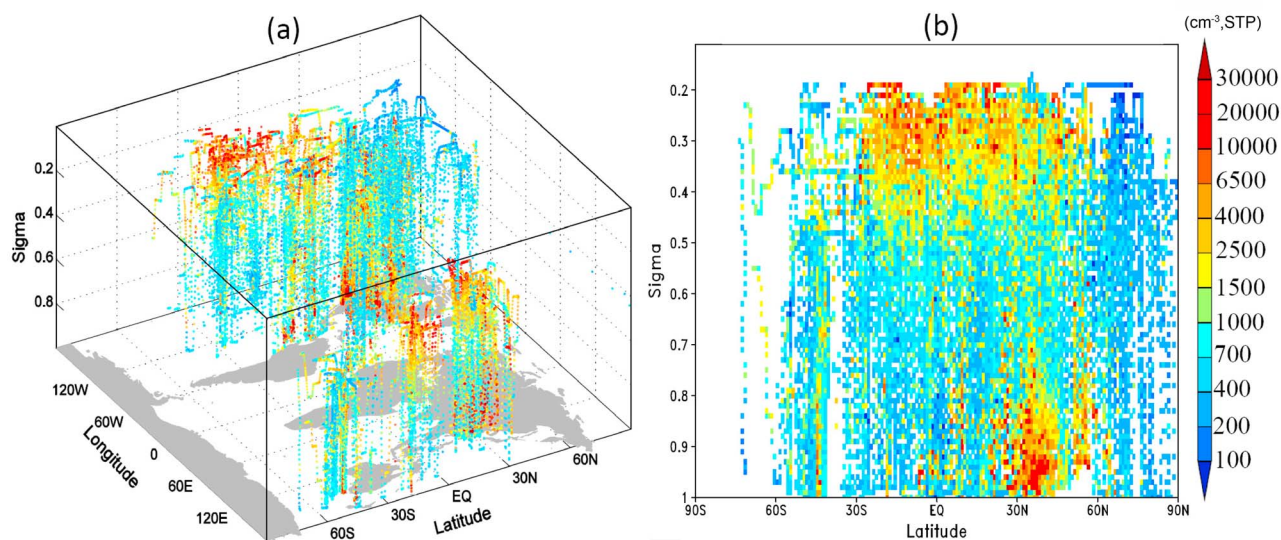 (a)
0.2
0.4
0.6
0.8
Sigma
120W
60W
0
60E
120E
Longitude
60S
30S
EQ
30N
60N
Latitude
(b)
0.2
0.3
0.4
0.5
0.6
0.7
0.8
0.9
1
Sigma
90S
60S
30S
EQ
30N
60N
90N
Latitude
(cm⁻³,STP)
30000
20000
10000
6500
4000
2500
1500
1000
700
400
200
100